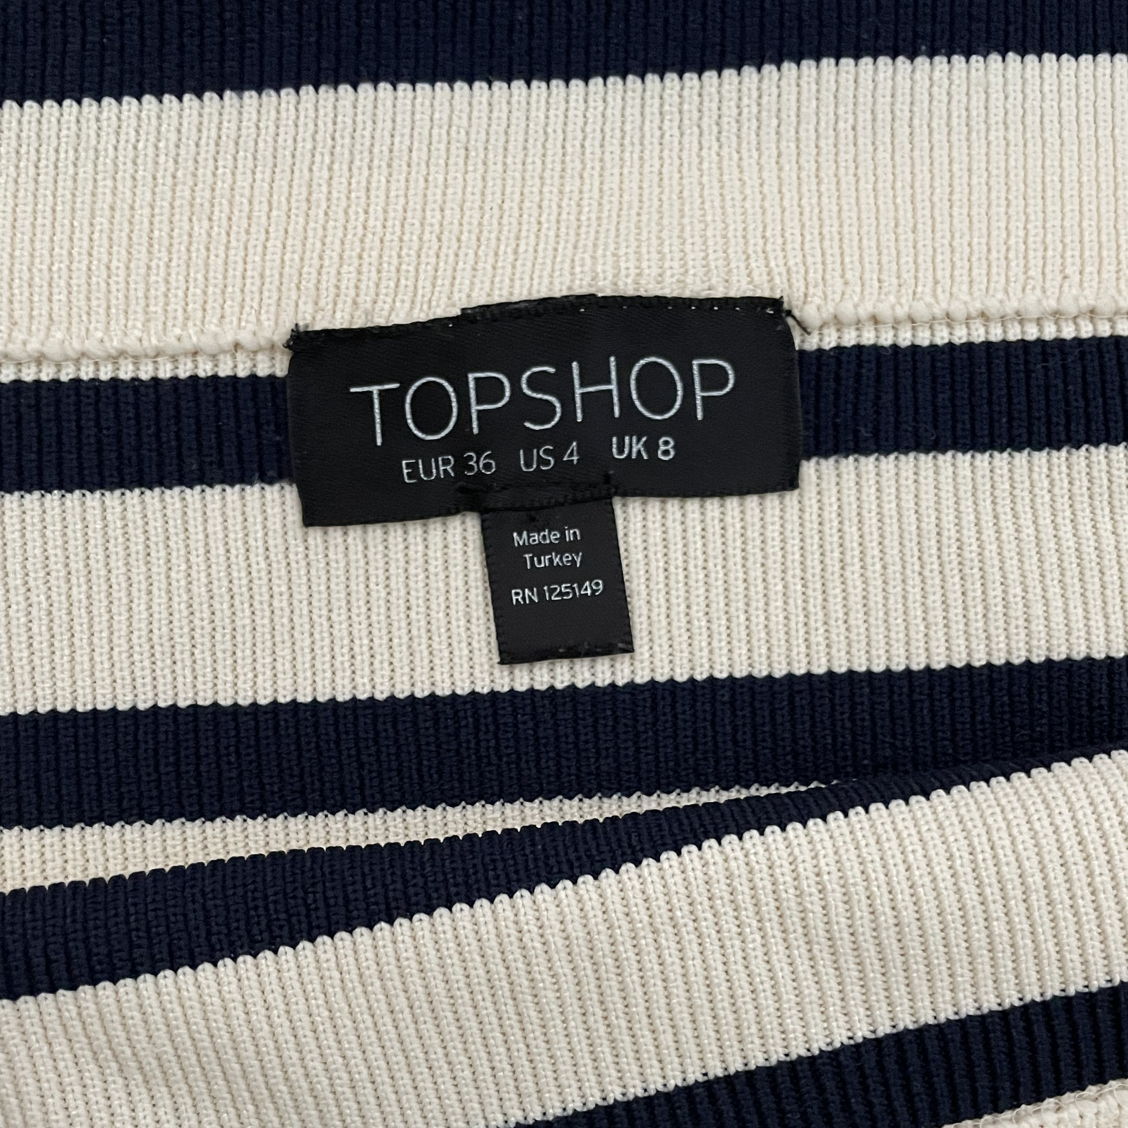 TOPSHOP
EUR 36 US 4 UK 8
Made in
Turkey
RN 125149